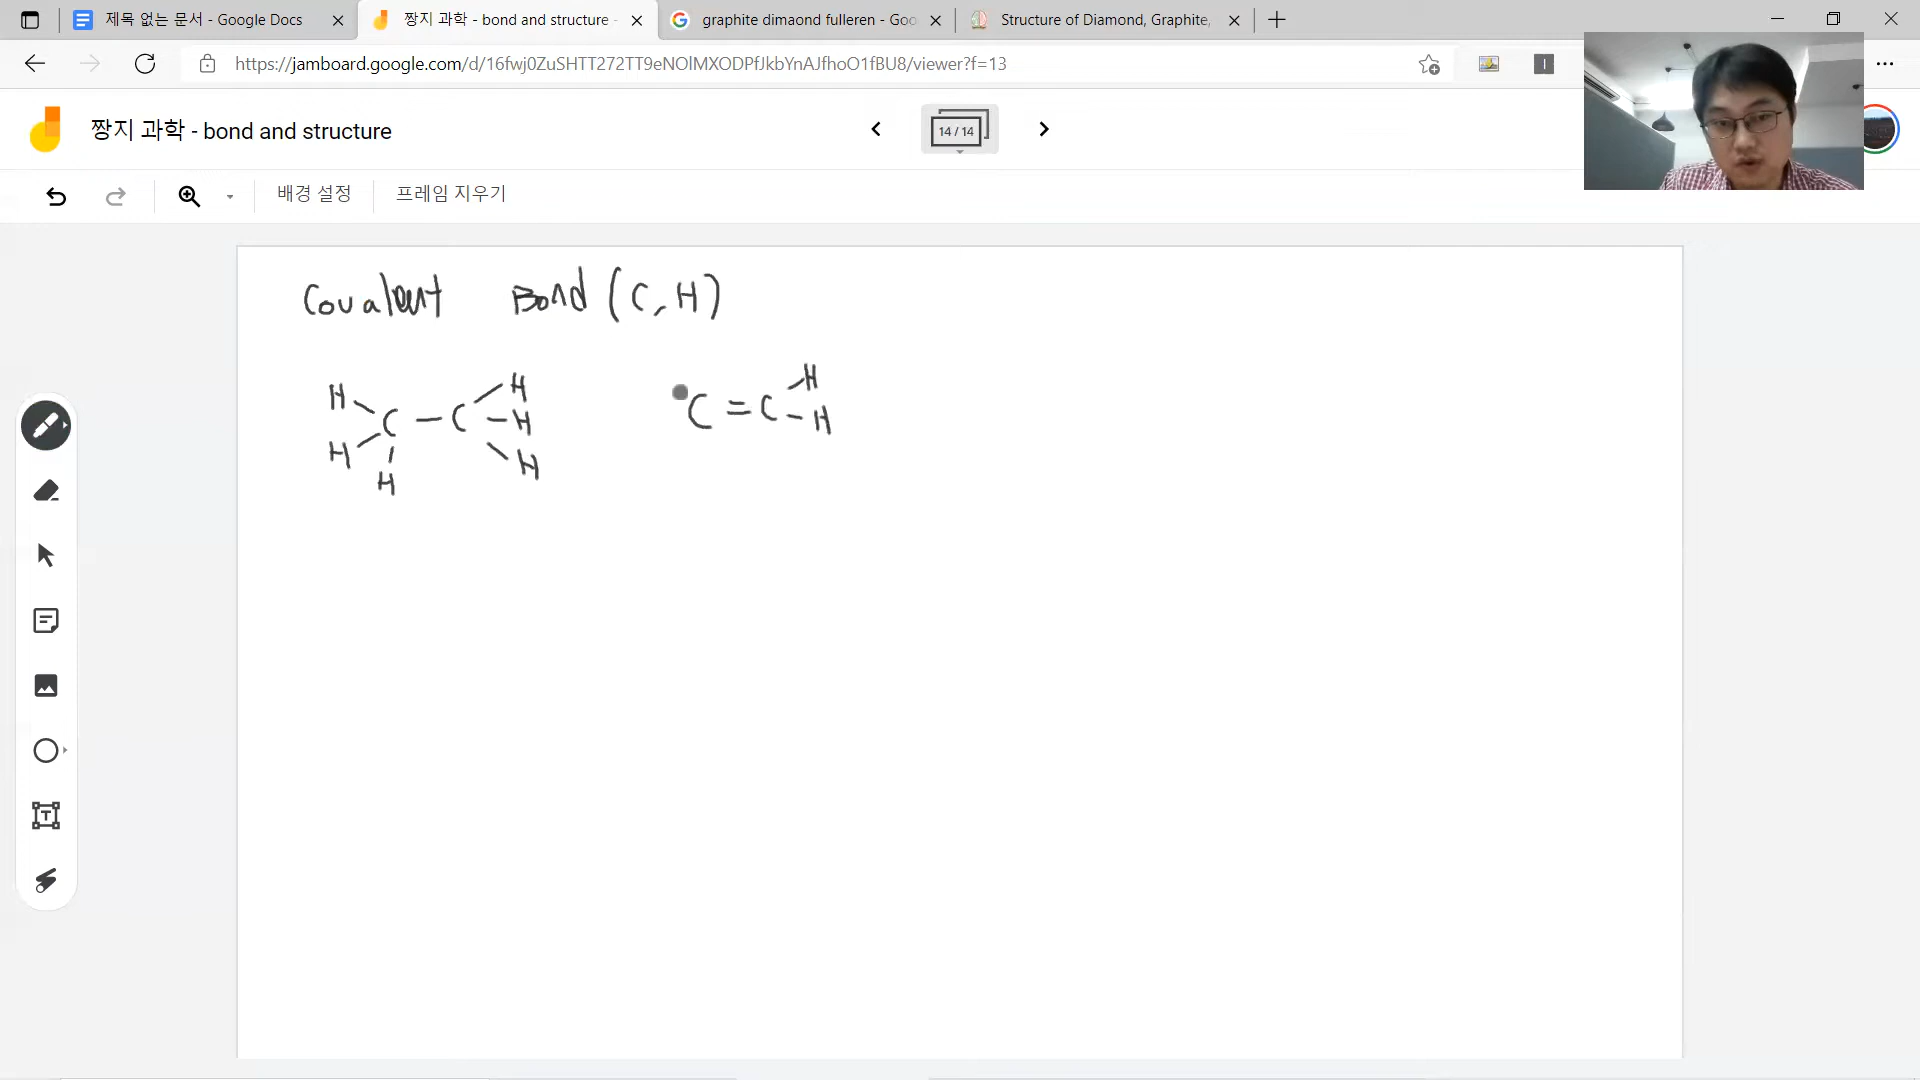 제목 없는 문서 - Google Docs
짱지 과학 - bond and structure -
graphite dimaond fulleren - Goo
Structure of Diamond, Graphite,
https://jamboard.google.com/d/16fwj0ZuSHTT272TT9eNOlMXODPfJkbYnAJfhoO1fBU8/viewer?f=13
짱지 과학 - bond and structure
14 / 14
배경 설정
프레임 지우기
Covalent Bond (C, H)
H H H
C = C
H C - C - H - H
H H
H